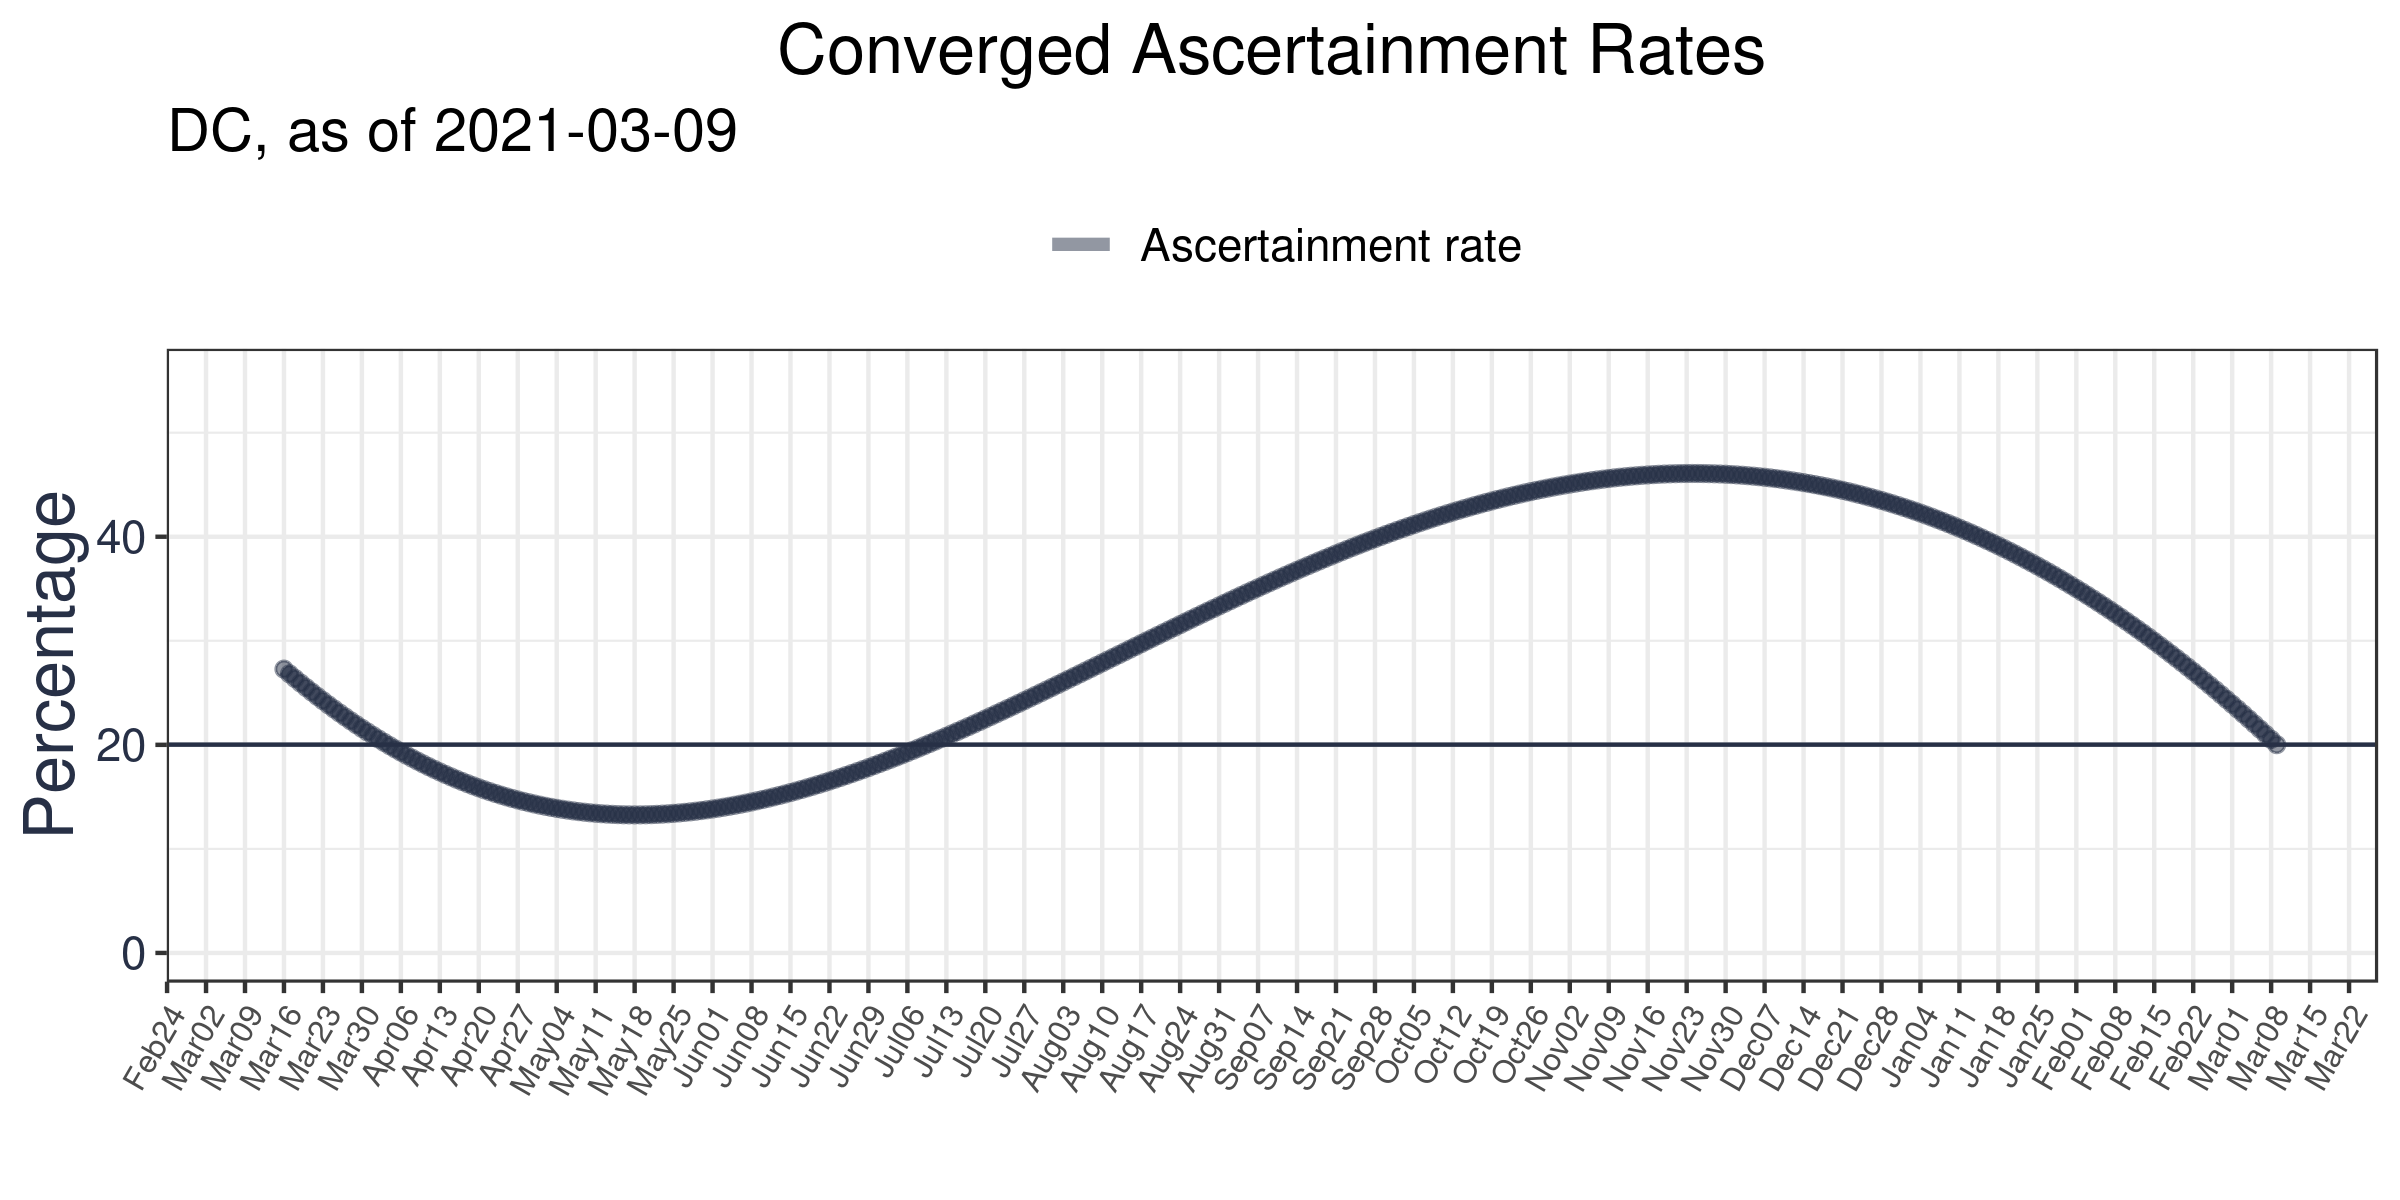 Converged Ascertainment Rates
DC, as of 2021-03-09
Ascertainment rate
Percentage
40
20
0
Feb24 Mar02 Mar09 Mar16 Mar23 Mar30 Apr06 Apr13 Apr20 Apr27 May04 May11 May18 May25 Jun01 Jun08 Jun15 Jun22 Jun29 Jul06 Jul13 Jul20 Jul27 Aug03 Aug10 Aug17 Aug24 Aug31 Sep07 Sep14 Sep21 Sep28 Oct05 Oct12 Oct19 Oct26 Nov02 Nov09 Nov16 Nov23 Nov30 Dec07 Dec14 Dec21 Dec28 Jan04 Jan11 Jan18 Jan25 Feb01 Feb08 Feb15 Feb22 Mar01 Mar08 Mar15 Mar22